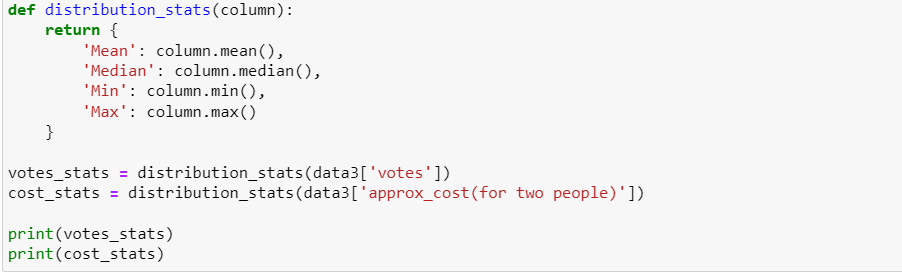 def distribution_stats(column):
    return {
        'Mean': column.mean(),
        'Median': column.median(),
        'Min': column.min(),
        'Max': column.max()
    }
votes_stats = distribution_stats(data3['votes'])
cost_stats = distribution_stats(data3['approx_cost(for two people)'])
print(votes_stats)
print(cost_stats)